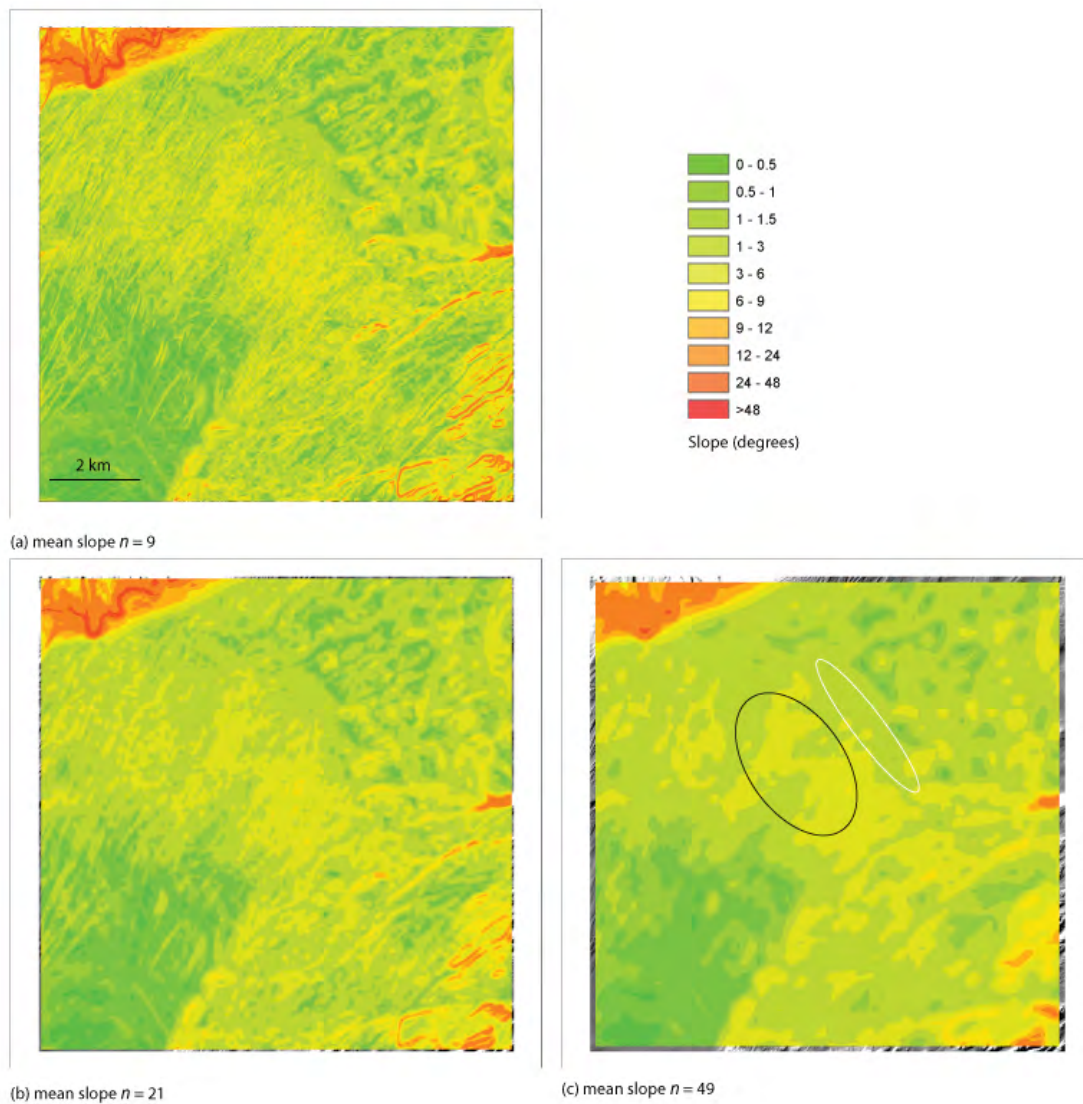 0 - 0.5
0.5 - 1
1 - 1.5
1 - 3
3 - 6
6 - 9
9 - 12
12 - 24
24 - 48
>48
Slope (degrees)
2 km
(a) mean slope n = 9
(b) mean slope n = 21
(c) mean slope n = 49